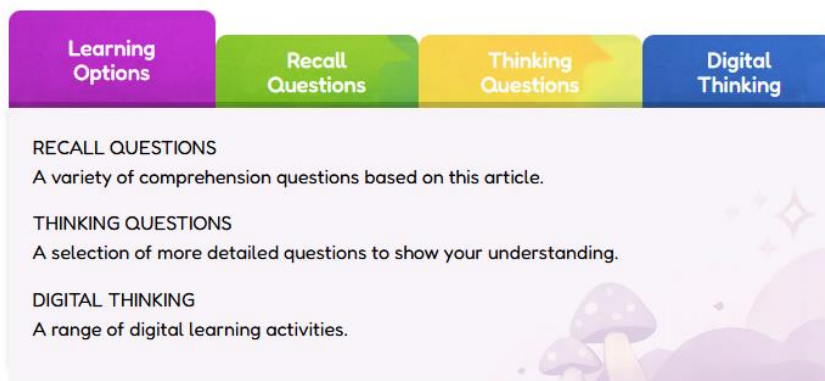 Learning
Options
Recall
Questions
Thinking
Questions
Digital
Thinking
RECALL QUESTIONS
A variety of comprehension questions based on this article.
THINKING QUESTIONS
A selection of more detailed questions to show your understanding.
DIGITAL THINKING
A range of digital learning activities.